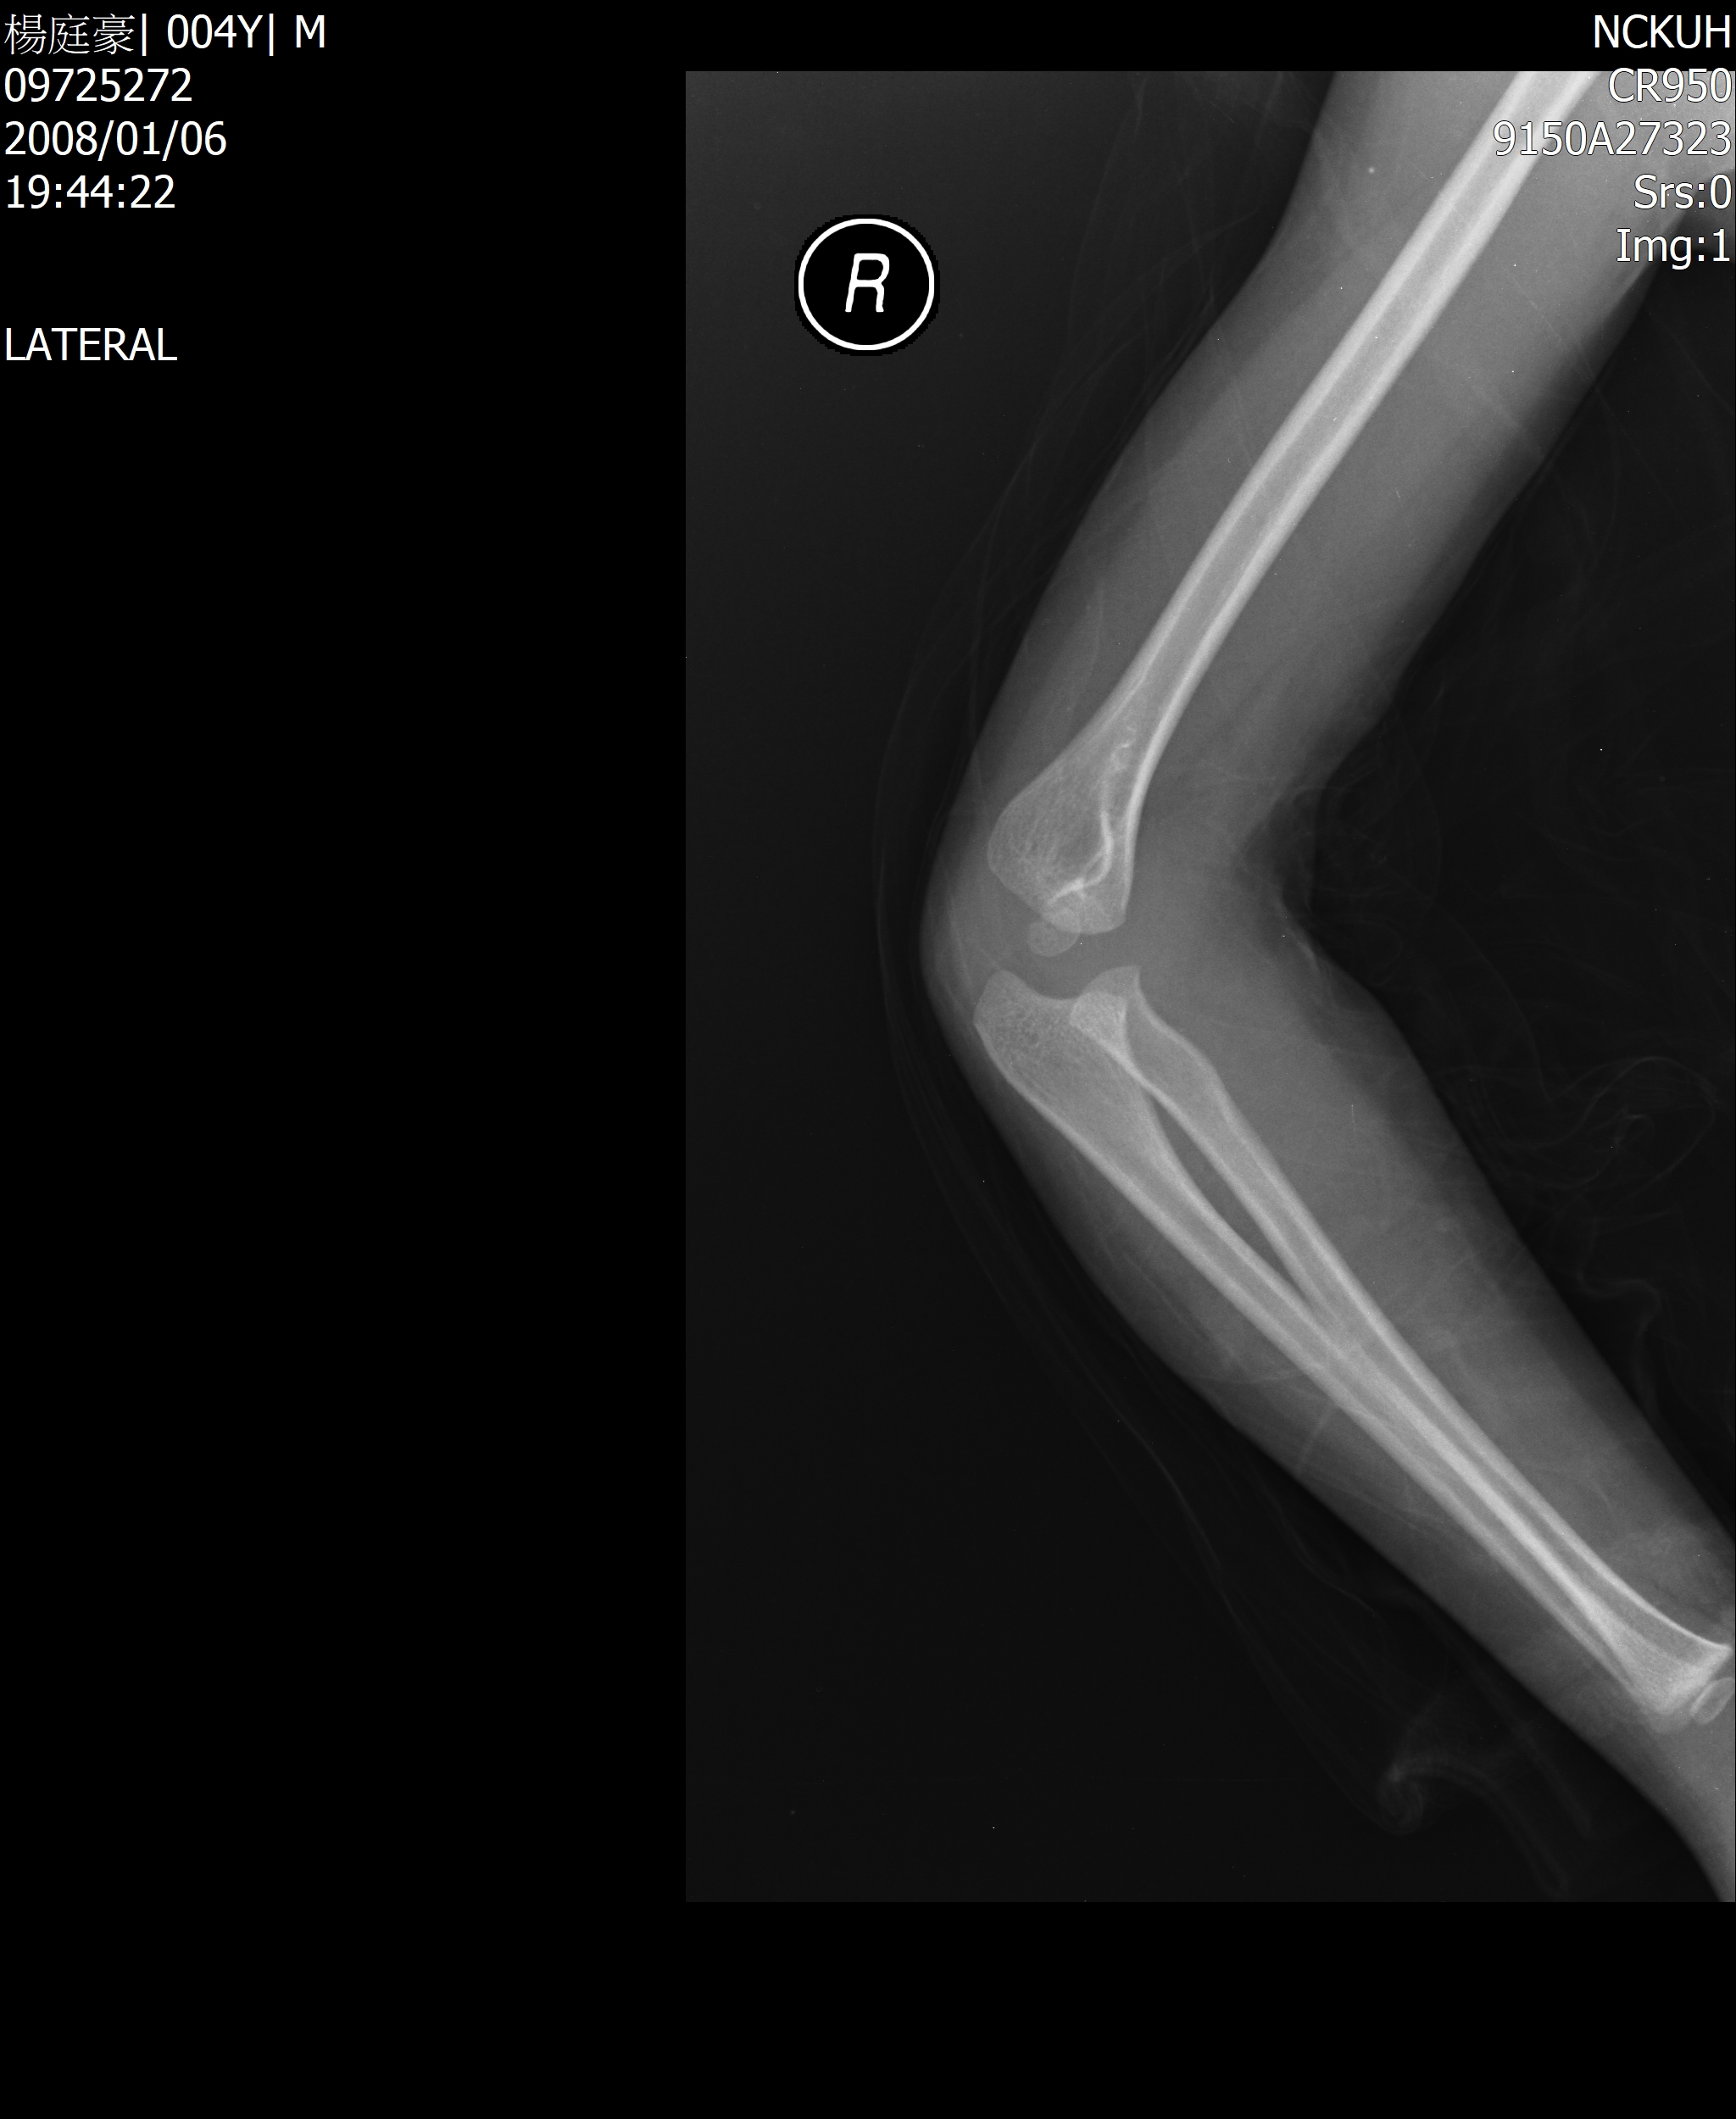 楊庭豪| 004Y| M
09725272
2008/01/06
19:44:22
LATERAL
NCKUH
CR950
9150A27323
Srs:0
Img:1
R